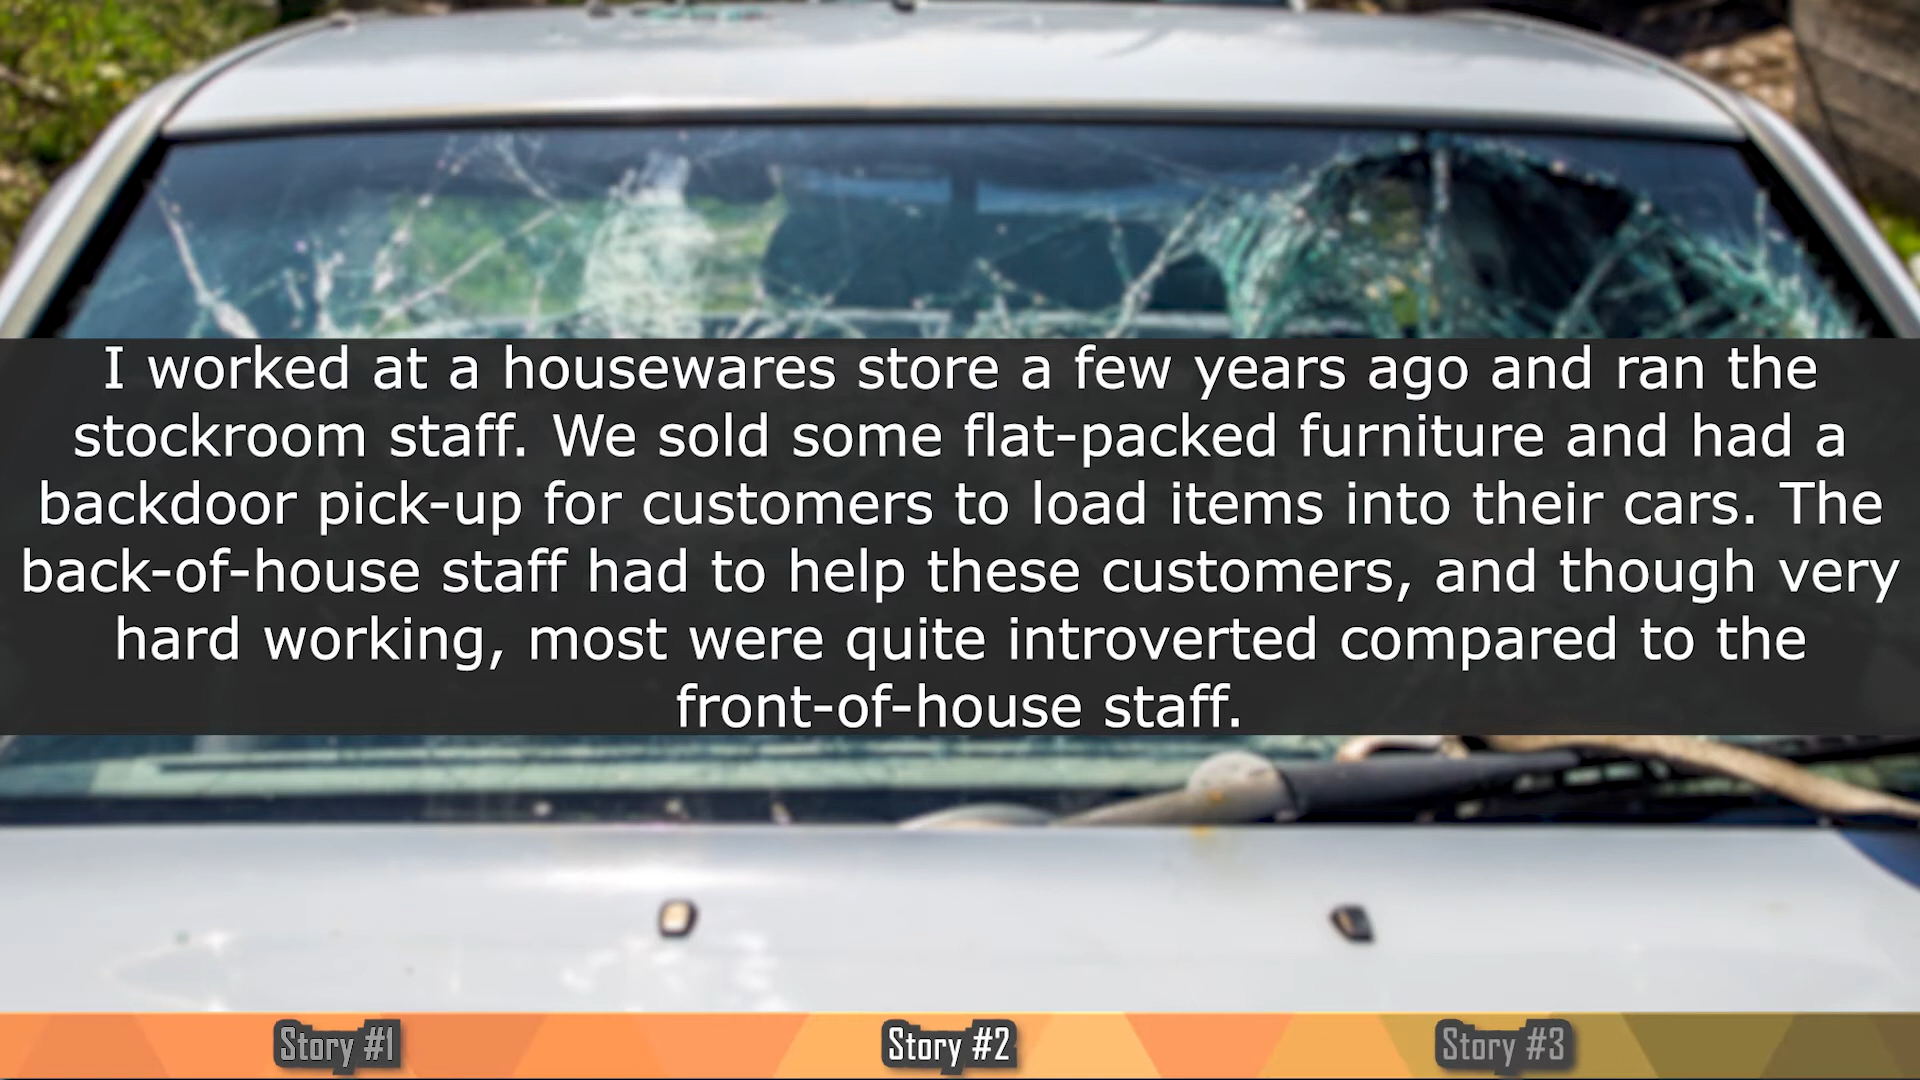 I worked at a housewares store a few years ago and ran the
stockroom staff. We sold some flat-packed furniture and had a
backdoor pick-up for customers to load items into their cars. The
back-of-house staff had to help these customers, and though very
hard working, most were quite introverted compared to the
front-of-house staff.
Story #1
Story #2
Story #3